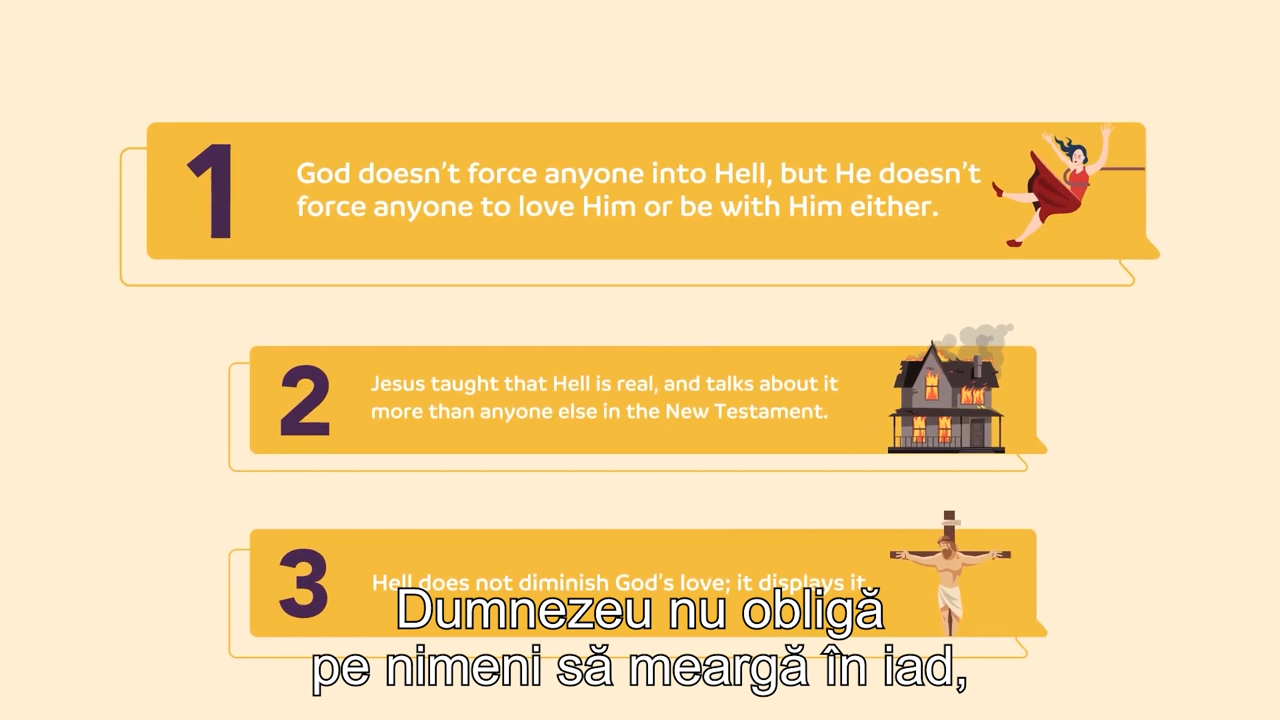 1
God doesn't force anyone into Hell, but He doesn't
force anyone to love Him or be with Him either.
2
Jesus taught that Hell is real, and talks about it
more than anyone else in the New Testament.
3
Hell does not diminish God's love; it displays it.
Dumnezeu nu obligă
pe nimeni să meargă în iad,